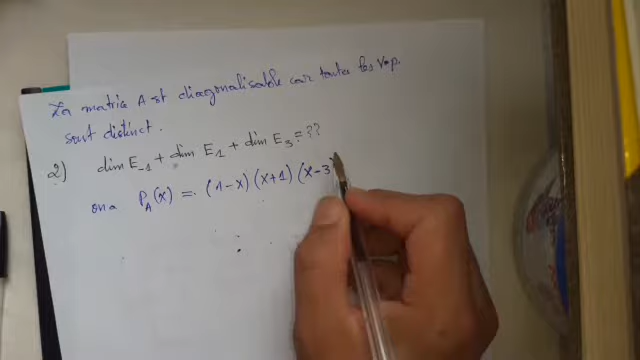 La matrice A est diagonalisable car toutes les v.p.
sont distinct.
2) dim E₋₁ + dim E₁ + dim E₃ = ??
on a P_A(X) = (1-X) (X+1) (X-3)